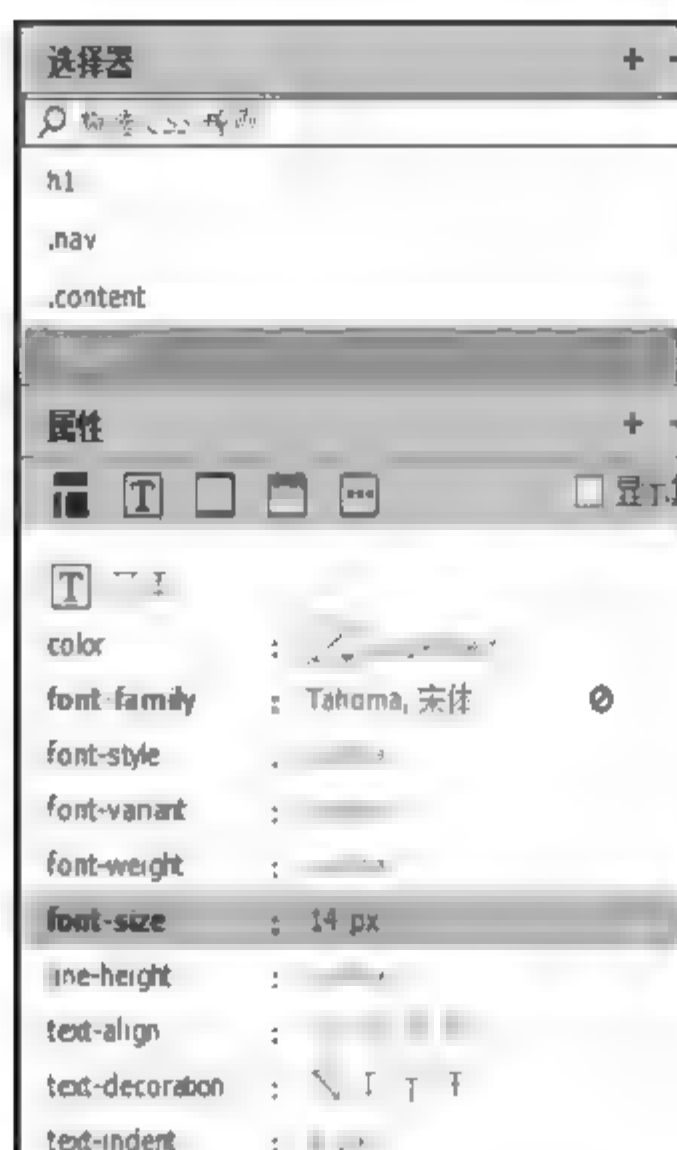 选择器
h1
.nav
.content
属性
T
T
color :
font-family : Tahoma, 宋体
font-style
font-variant :
font-weight :
font-size : 14 px
line-height :
text-align :
text-decoration :
text-indent :